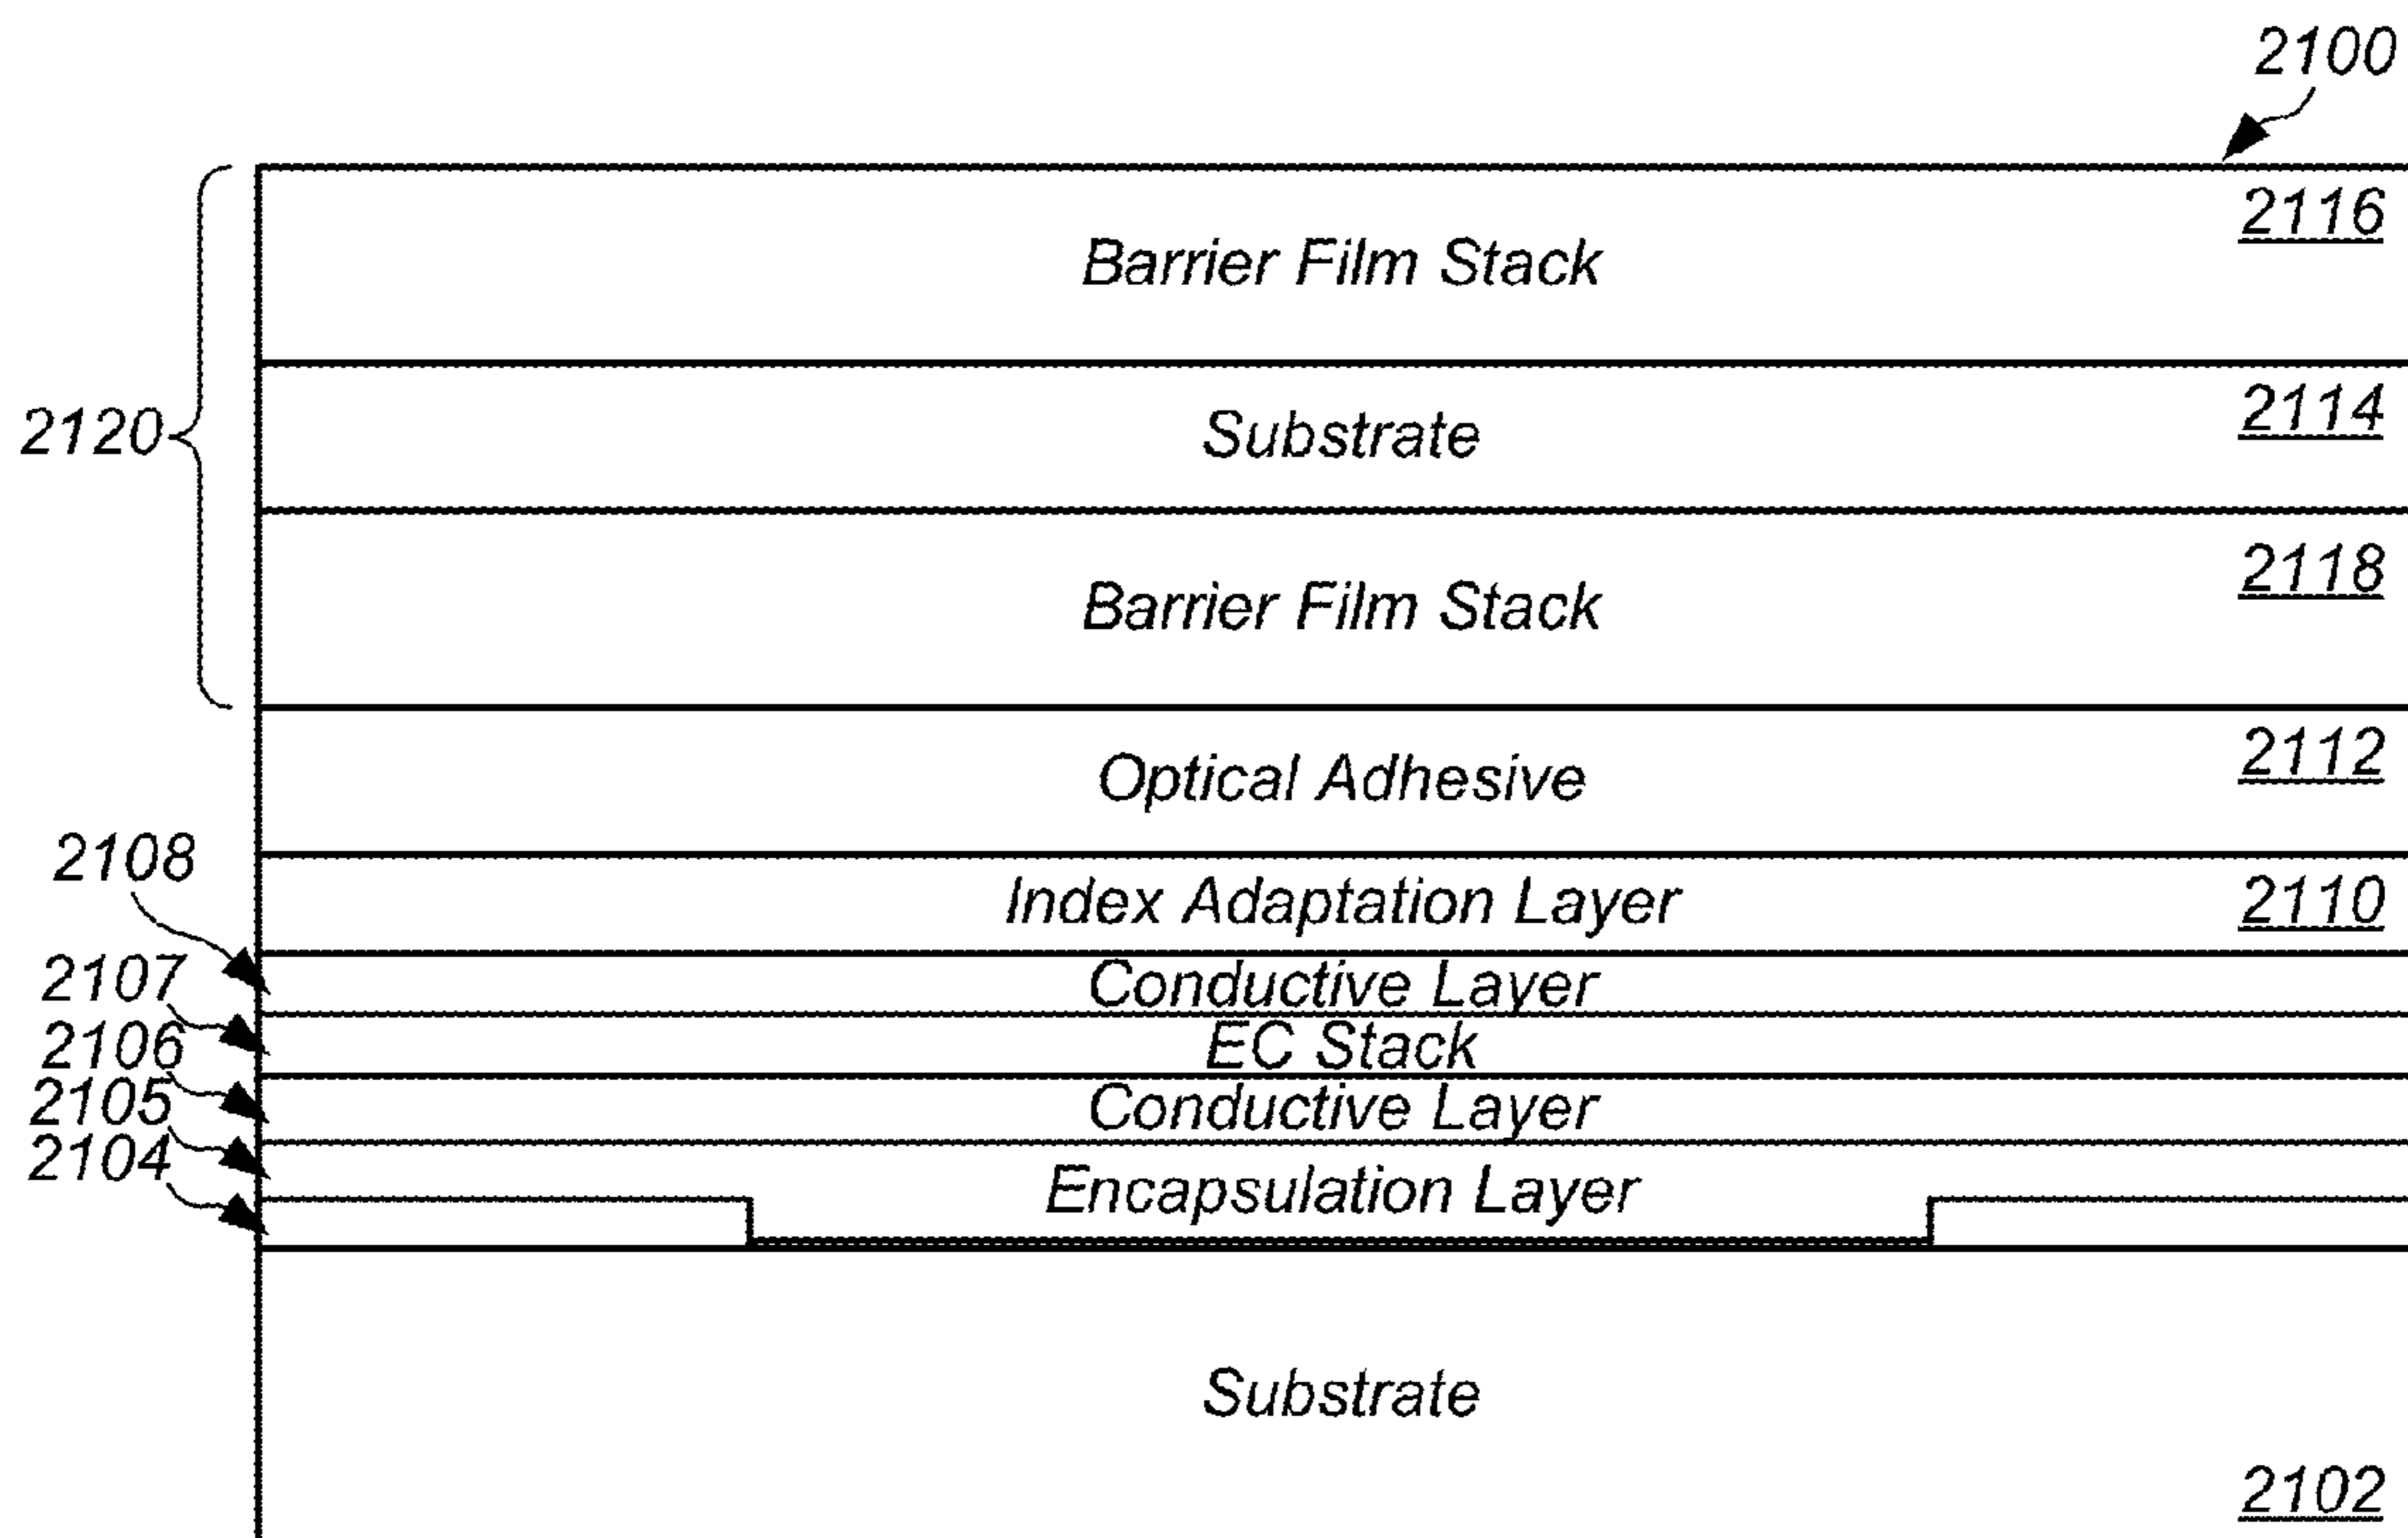 2100
2116
Barrier Film Stack
2114
2120
Substrate
2118
Barrier Film Stack
2112
Optical Adhesive
2108
Index Adaptation Layer
2110
2107
Conductive Layer
2106
EC Stack
2105
Conductive Layer
2104
Encapsulation Layer
Substrate
2102